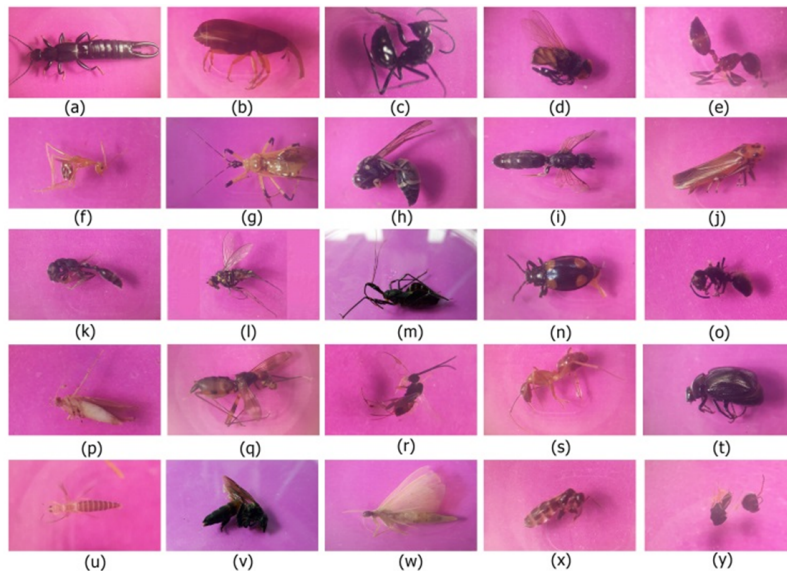 (a) (b) (c) (d) (e)
(f) (g) (h) (i) (j)
(k) (l) (m) (n) (o)
(p) (q) (r) (s) (t)
(u) (v) (w) (x) (y)